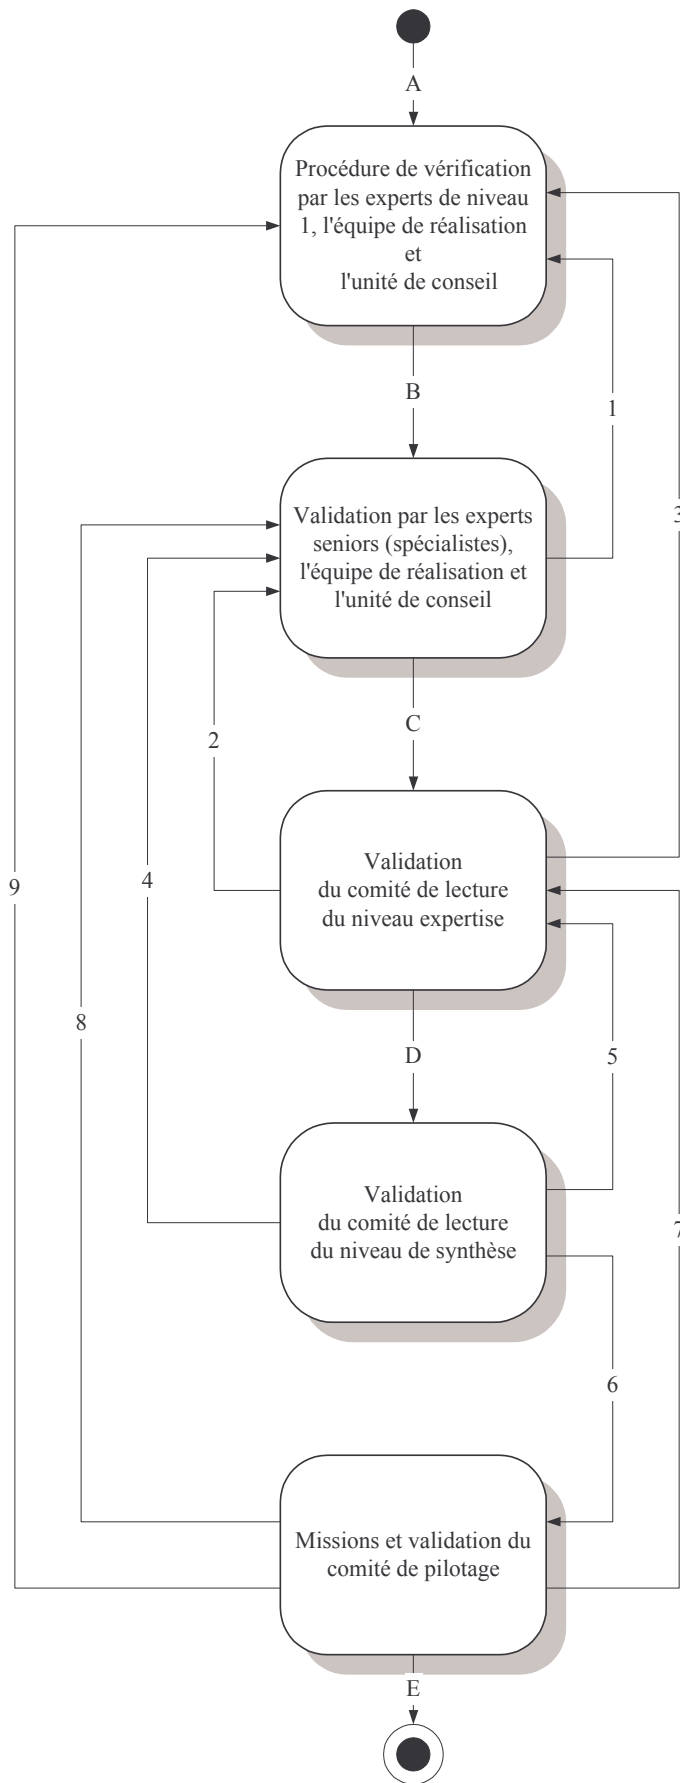 A
Procédure de vérification
par les experts de niveau
1, l'équipe de réalisation
et
l'unité de conseil
B
1
3
Validation par les experts
seniors (spécialistes),
l'équipe de réalisation et
l'unité de conseil
C
2
Validation
du comité de lecture
du niveau expertise
4
9
8
D
5
Validation
du comité de lecture
du niveau de synthèse
7
6
Missions et validation du
comité de pilotage
E